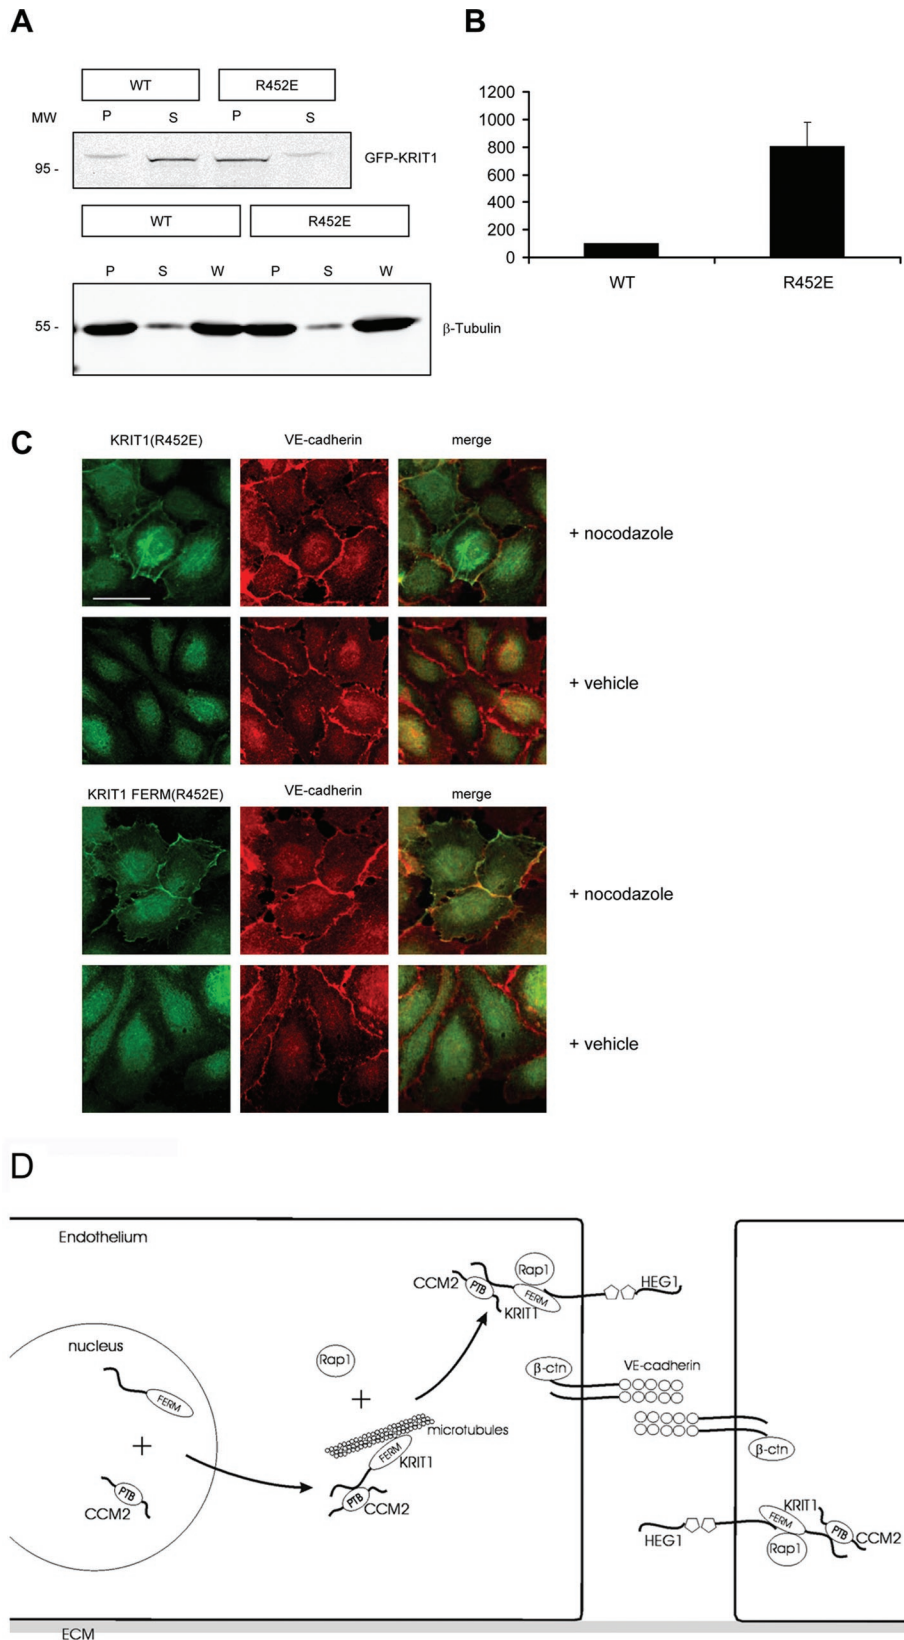 A
WT R452E
MW P S P S
95 - GFP-KRIT1
WT R452E
P S W P S W
55 - β-Tubulin
B
1200
1000
800
600
400
200
0
WT R452E
C
KRIT1(R452E) VE-cadherin merge
+ nocodazole
+ vehicle
KRIT1 FERM(R452E) VE-cadherin merge
+ nocodazole
+ vehicle
D
Endothelium
nucleus
FERM
+
PTB
CCM2
Rap1
+
microtubules
FERM
KRIT1
PTB
CCM2
CCM2
PTB
Rap1
FERM
KRIT1
HEG1
β-ctn
VE-cadherin
β-ctn
HEG1
KRIT1
FERM
Rap1
PTB
CCM2
ECM